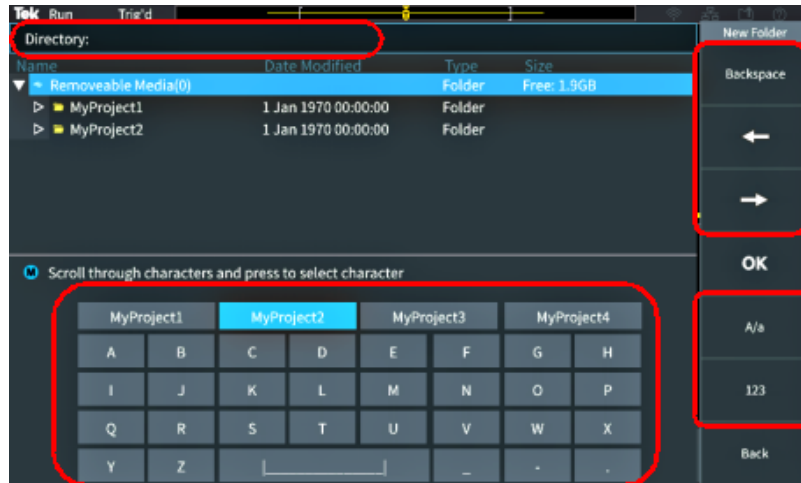 Tek Run Trig'd
Directory:
New Folder
Name Date Modified Type Size
Removeable Media(0) Folder Free: 1.9GB
MyProject1 1 Jan 1970 00:00:00 Folder
MyProject2 1 Jan 1970 00:00:00 Folder
Backspace
OK
A/a
123
Back
M Scroll through characters and press to select character
MyProject1 MyProject2 MyProject3 MyProject4
A B C D E F G H
I J K L M N O P
Q R S T U V W X
Y Z |___| _ - .